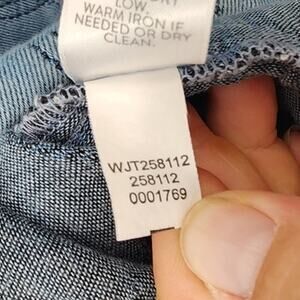 LOW.
WARM IRON IF
NEEDED OR DRY
CLEAN.
WJT258112
258112
0001769